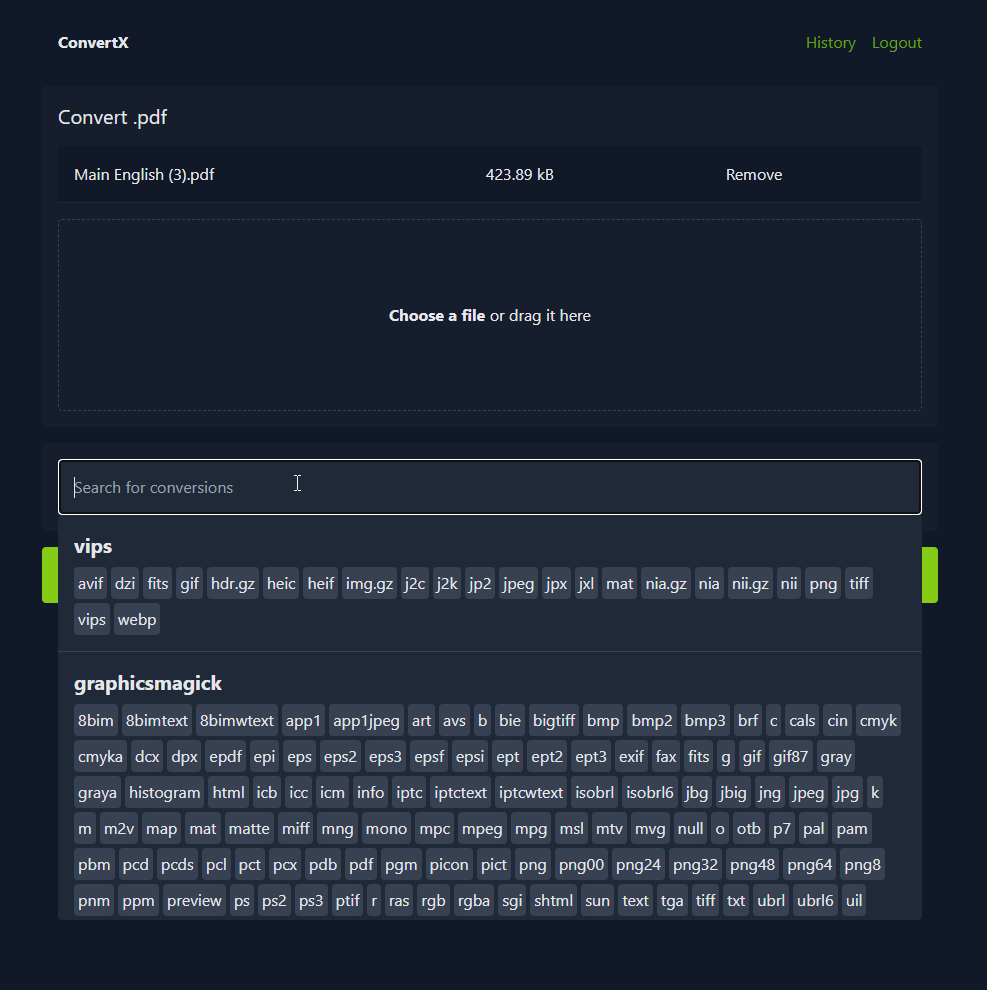 ConvertX History Logout
Convert .pdf
Main English (3).pdf 423.89 kB Remove
Choose a file or drag it here
Search for conversions
vips
avif dzi fits gif hdr.gz heic heif img.gz j2c j2k jp2 jpeg jpx jxl mat nia.gz nia nii.gz nii png tiff
vips webp
graphicsmagick
8bim 8bimtext 8bimwtext app1 app1jpeg art avs b bie bigtiff bmp bmp2 bmp3 brf c cals cin cmyk
cmyka dcx dpx epdf epi eps eps2 eps3 epsf epsi ept ept2 ept3 exif fax fits g gif gif87 gray
graya histogram html icb icc icm info iptc iptctext iptcwtext isobrl isobrl6 jbg jbig jng jpeg jpg k
m m2v map mat matte miff mng mono mpc mpeg mpg msl mtv mvg null o otb p7 pal pam
pbm pcd pcds pcl pct pcx pdb pdf pgm picon pict png png00 png24 png32 png48 png64 png8
pnm ppm preview ps ps2 ps3 ptif r ras rgb rgba sgi shtml sun text tga tiff txt ubrl ubrl6 uil